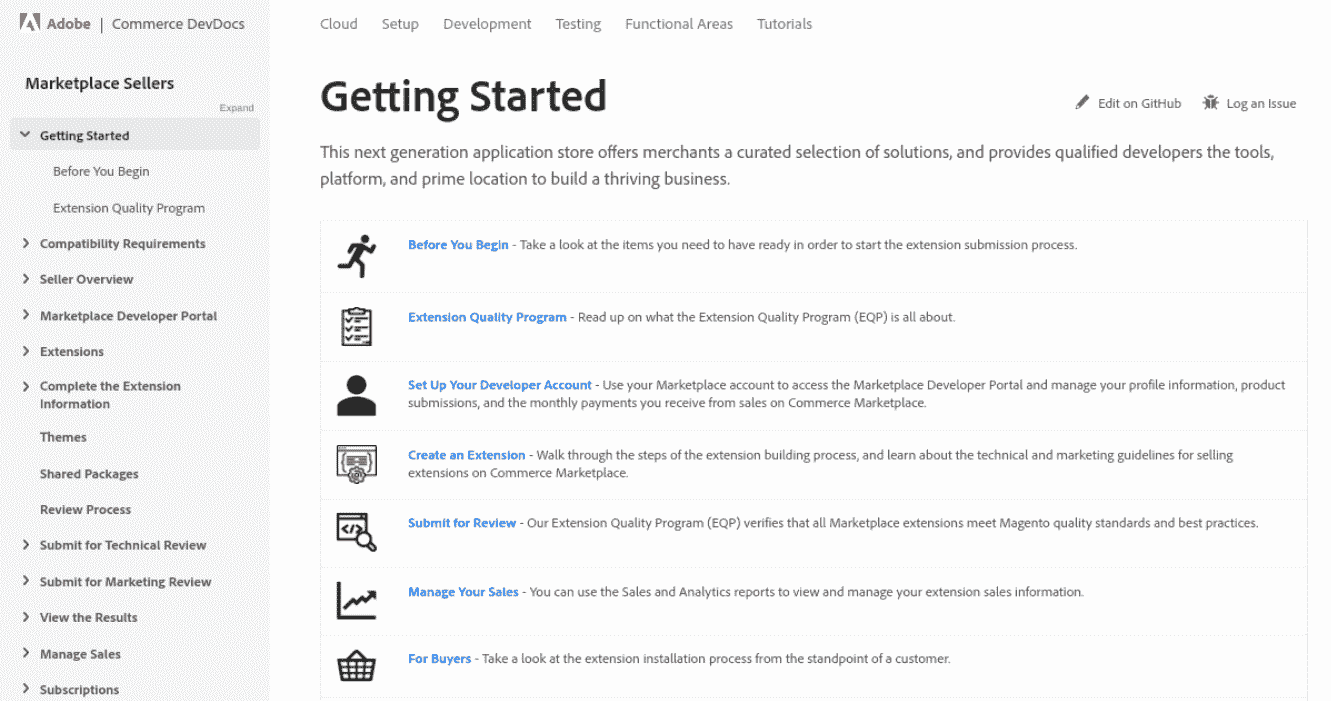 Adobe | Commerce DevDocs
Cloud Setup Development Testing Functional Areas Tutorials
Marketplace Sellers
Expand
Getting Started
Before You Begin
Extension Quality Program
Compatibility Requirements
Seller Overview
Marketplace Developer Portal
Extensions
Complete the Extension
Information
Themes
Shared Packages
Review Process
Submit for Technical Review
Submit for Marketing Review
View the Results
Manage Sales
Subscriptions
Getting Started
Edit on GitHub Log an Issue
This next generation application store offers merchants a curated selection of solutions, and provides qualified developers the tools,
platform, and prime location to build a thriving business.
Before You Begin - Take a look at the items you need to have ready in order to start the extension submission process.
Extension Quality Program - Read up on what the Extension Quality Program (EQP) is all about.
Set Up Your Developer Account - Use your Marketplace account to access the Marketplace Developer Portal and manage your profile information, product
submissions, and the monthly payments you receive from sales on Commerce Marketplace.
Create an Extension - Walk through the steps of the extension building process, and learn about the technical and marketing guidelines for selling
extensions on Commerce Marketplace.
Submit for Review - Our Extension Quality Program (EQP) verifies that all Marketplace extensions meet Magento quality standards and best practices.
Manage Your Sales - You can use the Sales and Analytics reports to view and manage your extension sales information.
For Buyers - Take a look at the extension installation process from the standpoint of a customer.